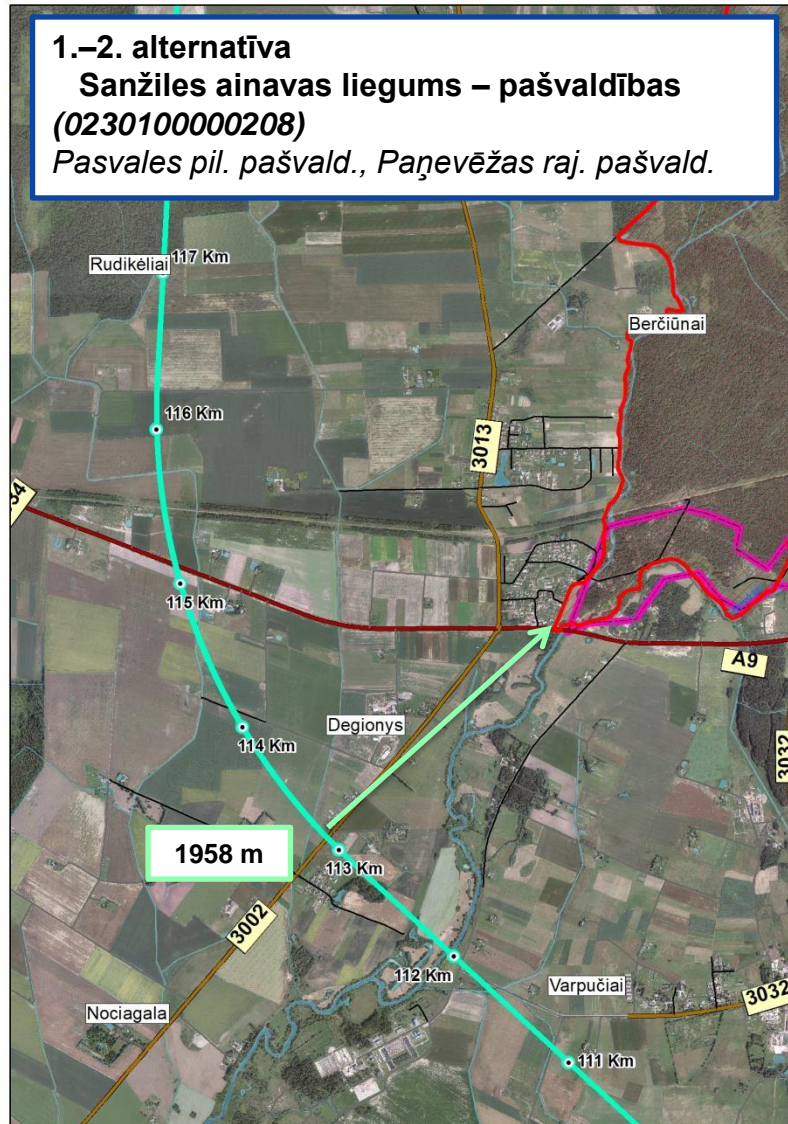 1.–2. alternatīva
Sanžiles ainavas liegums – pašvaldības
(0230100000208)
Pasvales pil. pašvald., Paņevēžas raj. pašvald.
117 Km
Rudikėliai
Berčiūnai
116 Km
3013
115 Km
A9
Degionys
114 Km
3032
1958 m
113 Km
3002
112 Km
Varpučiai
3032
Nociagala
111 Km